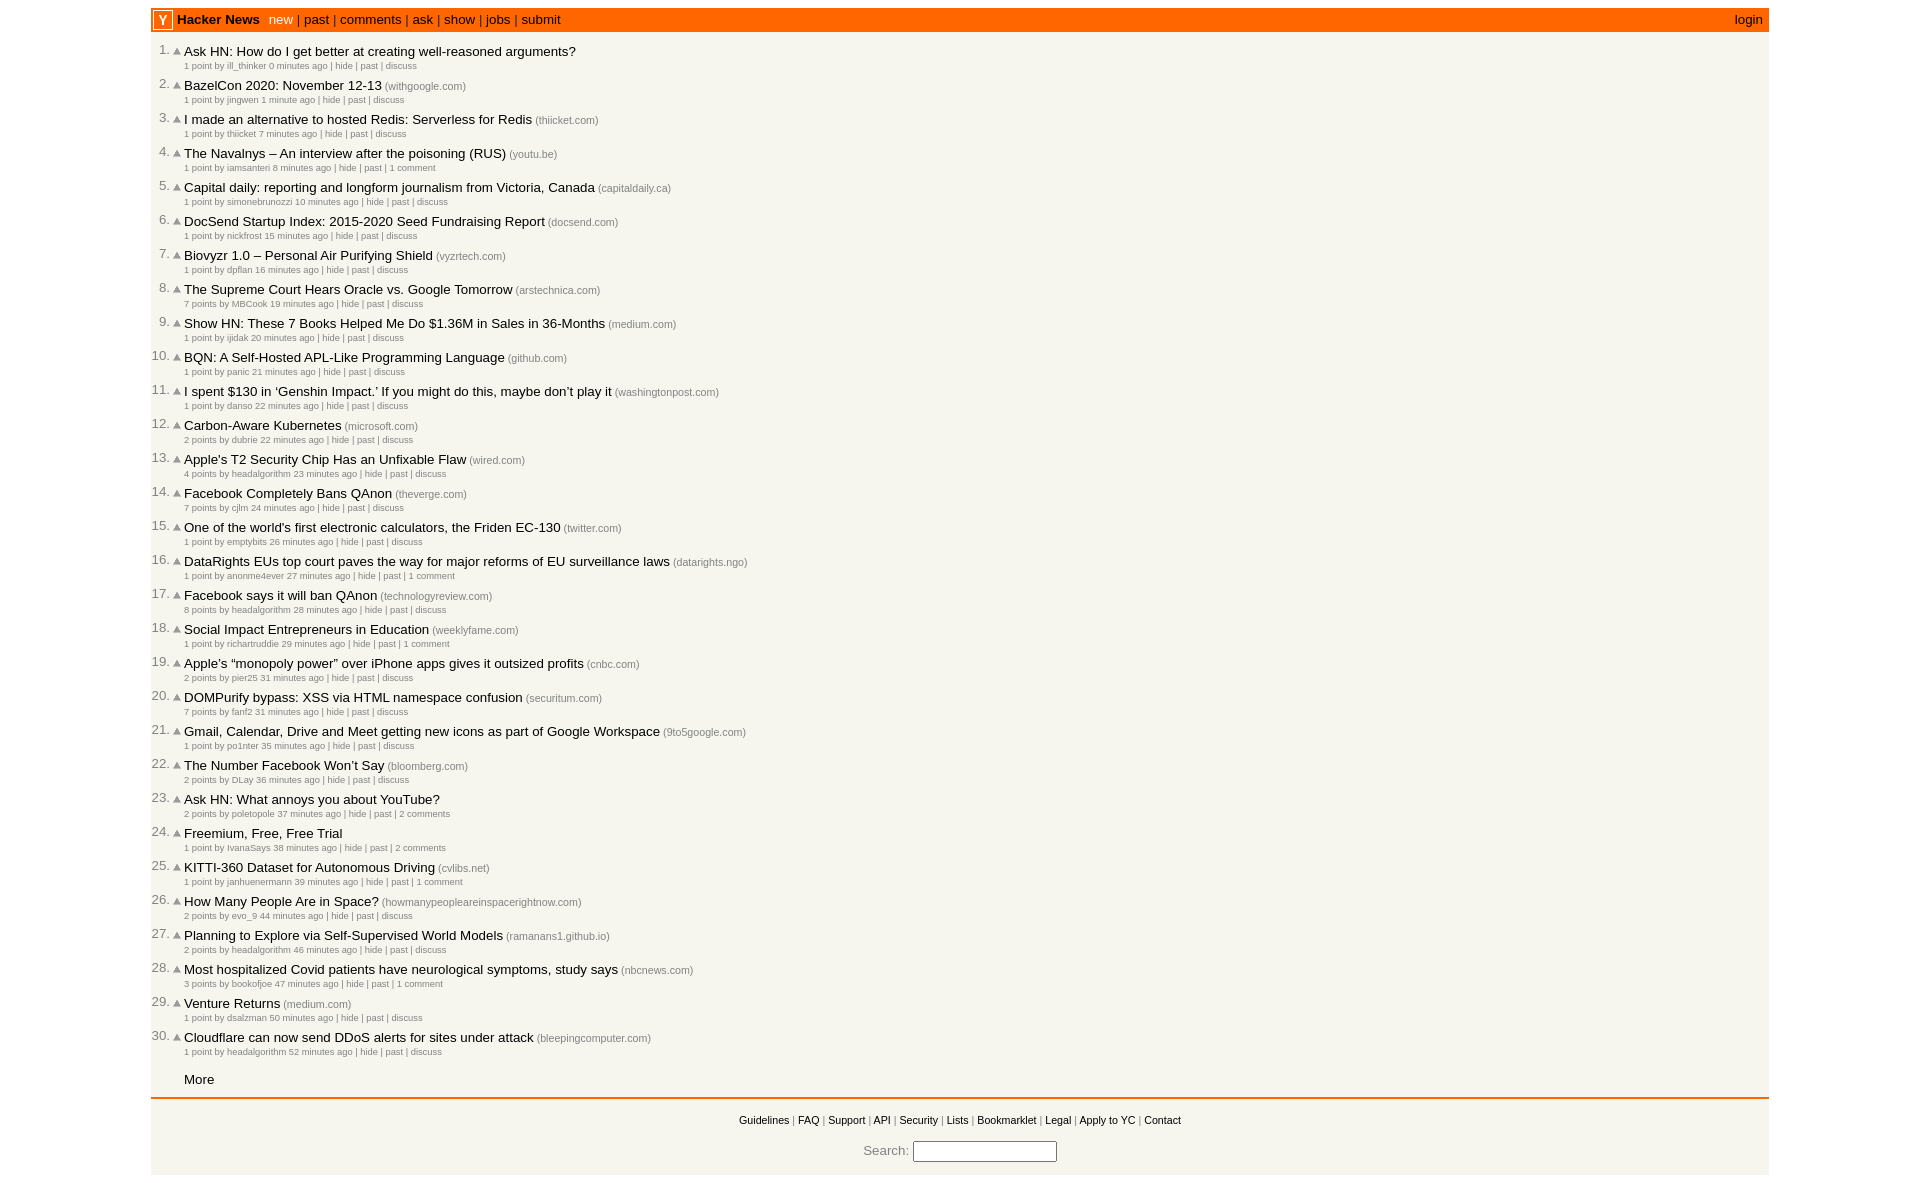 Y Hacker News new | past | comments | ask | show | jobs | submit login
1. Ask HN: How do I get better at creating well-reasoned arguments?
1 point by ill_thinker 0 minutes ago | hide | past | discuss
2. BazelCon 2020: November 12-13 (withgoogle.com)
1 point by jingwen 1 minute ago | hide | past | discuss
3. I made an alternative to hosted Redis: Serverless for Redis (thiicket.com)
1 point by thiicket 7 minutes ago | hide | past | discuss
4. The Navalnys – An interview after the poisoning (RUS) (youtu.be)
1 point by iamsanteri 8 minutes ago | hide | past | 1 comment
5. Capital daily: reporting and longform journalism from Victoria, Canada (capitaldaily.ca)
1 point by simonebrunozzi 10 minutes ago | hide | past | discuss
6. DocSend Startup Index: 2015-2020 Seed Fundraising Report (docsend.com)
1 point by nickfrost 15 minutes ago | hide | past | discuss
7. Biovyzr 1.0 – Personal Air Purifying Shield (vyzrtech.com)
1 point by dpflan 16 minutes ago | hide | past | discuss
8. The Supreme Court Hears Oracle vs. Google Tomorrow (arstechnica.com)
7 points by MBCook 19 minutes ago | hide | past | discuss
9. Show HN: These 7 Books Helped Me Do $1.36M in Sales in 36-Months (medium.com)
1 point by ijidak 20 minutes ago | hide | past | discuss
10. BQN: A Self-Hosted APL-Like Programming Language (github.com)
1 point by panic 21 minutes ago | hide | past | discuss
11. I spent $130 in ‘Genshin Impact.’ If you might do this, maybe don’t play it (washingtonpost.com)
1 point by danso 22 minutes ago | hide | past | discuss
12. Carbon-Aware Kubernetes (microsoft.com)
2 points by dubrie 22 minutes ago | hide | past | discuss
13. Apple's T2 Security Chip Has an Unfixable Flaw (wired.com)
4 points by headalgorithm 23 minutes ago | hide | past | discuss
14. Facebook Completely Bans QAnon (theverge.com)
7 points by cjlm 24 minutes ago | hide | past | discuss
15. One of the world's first electronic calculators, the Friden EC-130 (twitter.com)
1 point by emptybits 26 minutes ago | hide | past | discuss
16. DataRights EUs top court paves the way for major reforms of EU surveillance laws (datarights.ngo)
1 point by anonme4ever 27 minutes ago | hide | past | 1 comment
17. Facebook says it will ban QAnon (technologyreview.com)
8 points by headalgorithm 28 minutes ago | hide | past | discuss
18. Social Impact Entrepreneurs in Education (weeklyfame.com)
1 point by richartruddie 29 minutes ago | hide | past | 1 comment
19. Apple’s “monopoly power” over iPhone apps gives it outsized profits (cnbc.com)
2 points by pier25 31 minutes ago | hide | past | discuss
20. DOMPurify bypass: XSS via HTML namespace confusion (securitum.com)
7 points by fanf2 31 minutes ago | hide | past | discuss
21. Gmail, Calendar, Drive and Meet getting new icons as part of Google Workspace (9to5google.com)
1 point by po1nter 35 minutes ago | hide | past | discuss
22. The Number Facebook Won’t Say (bloomberg.com)
2 points by DLay 36 minutes ago | hide | past | discuss
23. Ask HN: What annoys you about YouTube?
2 points by poletopole 37 minutes ago | hide | past | 2 comments
24. Freemium, Free, Free Trial
1 point by IvanaSays 38 minutes ago | hide | past | 2 comments
25. KITTI-360 Dataset for Autonomous Driving (cvlibs.net)
1 point by janhuenermann 39 minutes ago | hide | past | 1 comment
26. How Many People Are in Space? (howmanypeopleareinspacerightnow.com)
2 points by evo_9 44 minutes ago | hide | past | discuss
27. Planning to Explore via Self-Supervised World Models (ramanans1.github.io)
2 points by headalgorithm 46 minutes ago | hide | past | discuss
28. Most hospitalized Covid patients have neurological symptoms, study says (nbcnews.com)
3 points by bookofjoe 47 minutes ago | hide | past | 1 comment
29. Venture Returns (medium.com)
1 point by dsalzman 50 minutes ago | hide | past | discuss
30. Cloudflare can now send DDoS alerts for sites under attack (bleepingcomputer.com)
1 point by headalgorithm 52 minutes ago | hide | past | discuss
More
Guidelines | FAQ | Support | API | Security | Lists | Bookmarklet | Legal | Apply to YC | Contact
Search: